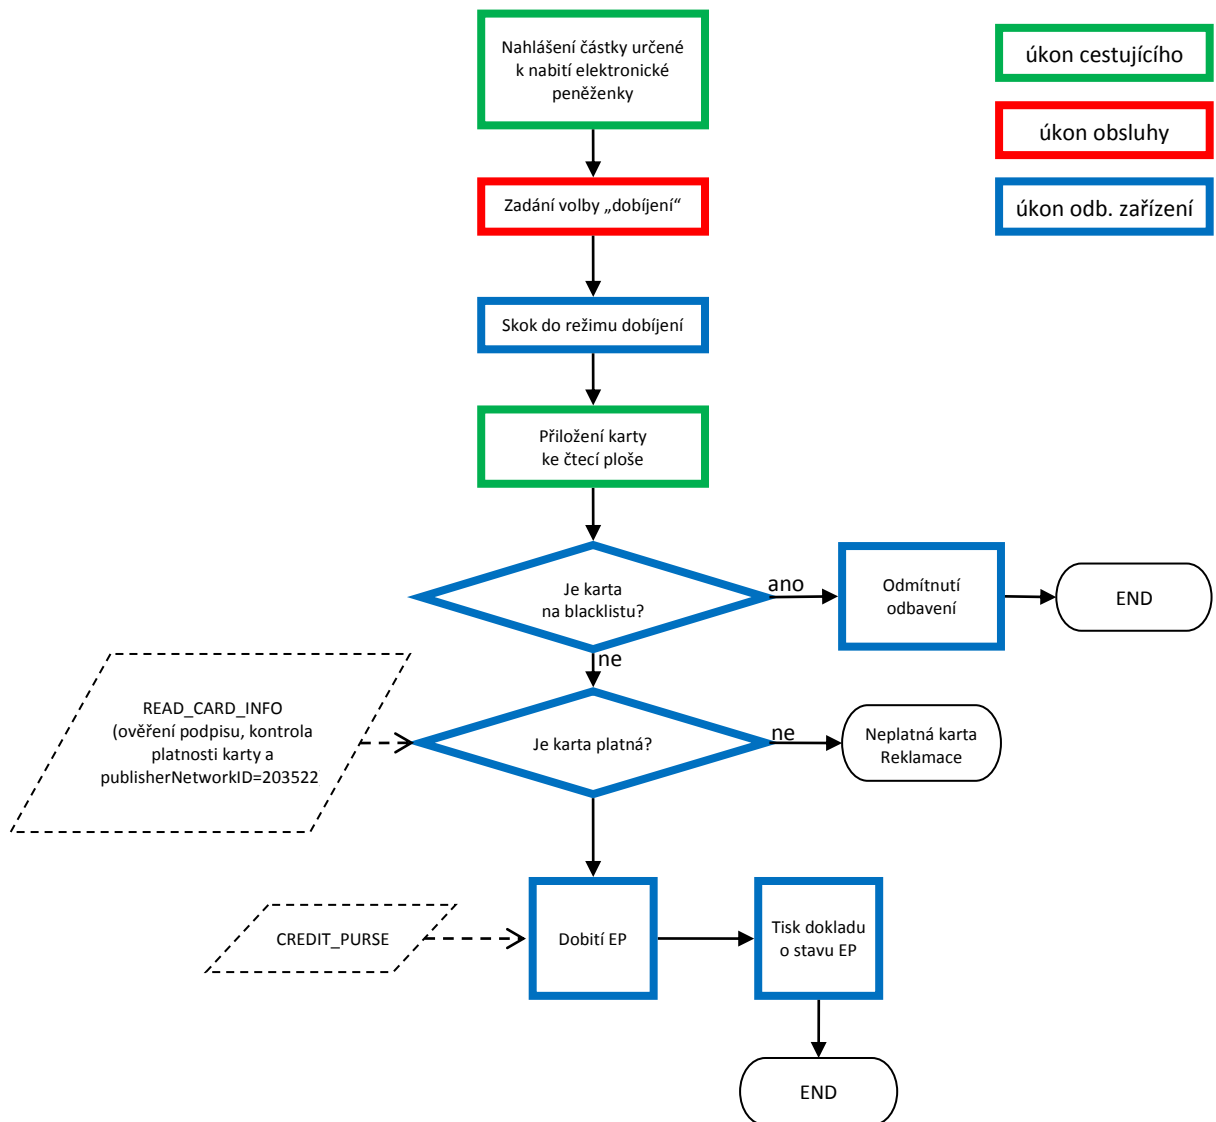 Nahlášení částky určené
k nabití elektronické
peněženky
úkon cestujícího
úkon obsluhy
úkon odb. zařízení
Zadání volby „dobíjení“
Skok do režimu dobíjení
Přiložení karty
ke čtecí ploše
Je karta
na blacklistu?
ano
Odmítnutí
odbavení
END
ne
READ_CARD_INFO
(ověření podpisu, kontrola
platnosti karty a
publisherNetworkID=203522
Je karta platná?
ne
Neplatná karta
Reklamace
CREDIT_PURSE
Dobití EP
Tisk dokladu
o stavu EP
END